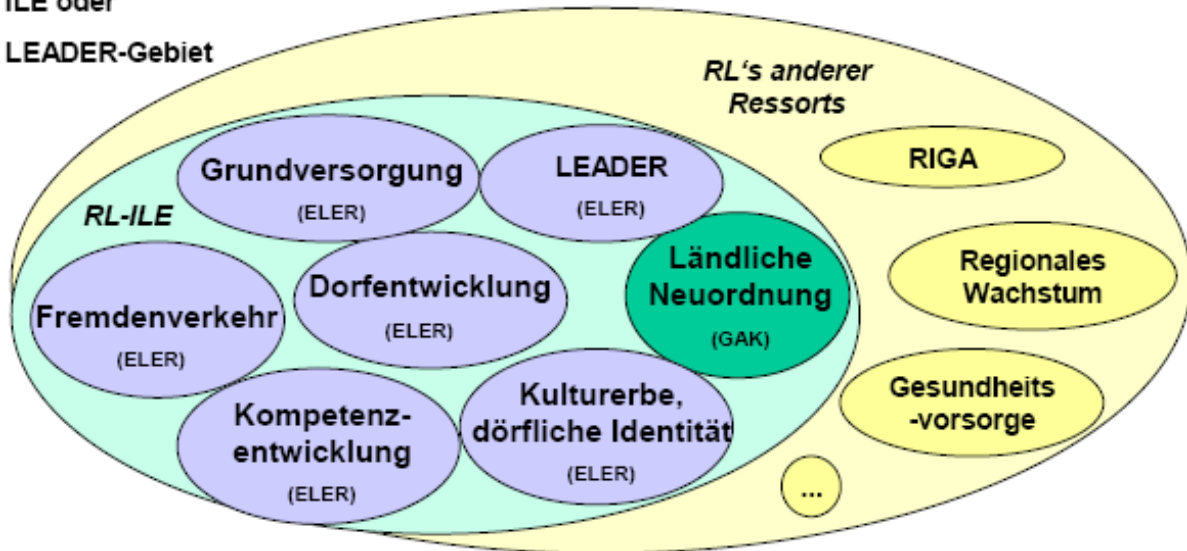 ILE oder
LEADER-Gebiet
RL's anderer
Ressorts
RL-ILE
Grundversorgung
(ELER)
LEADER
(ELER)
RIGA
Fremdenverkehr
(ELER)
Dorfentwicklung
(ELER)
Ländliche
Neuordnung
(GAK)
Regionales
Wachstum
Kompetenz-
entwicklung
(ELER)
Kulturerbe,
dörfliche Identität
(ELER)
Gesundheits
-vorsorge
...